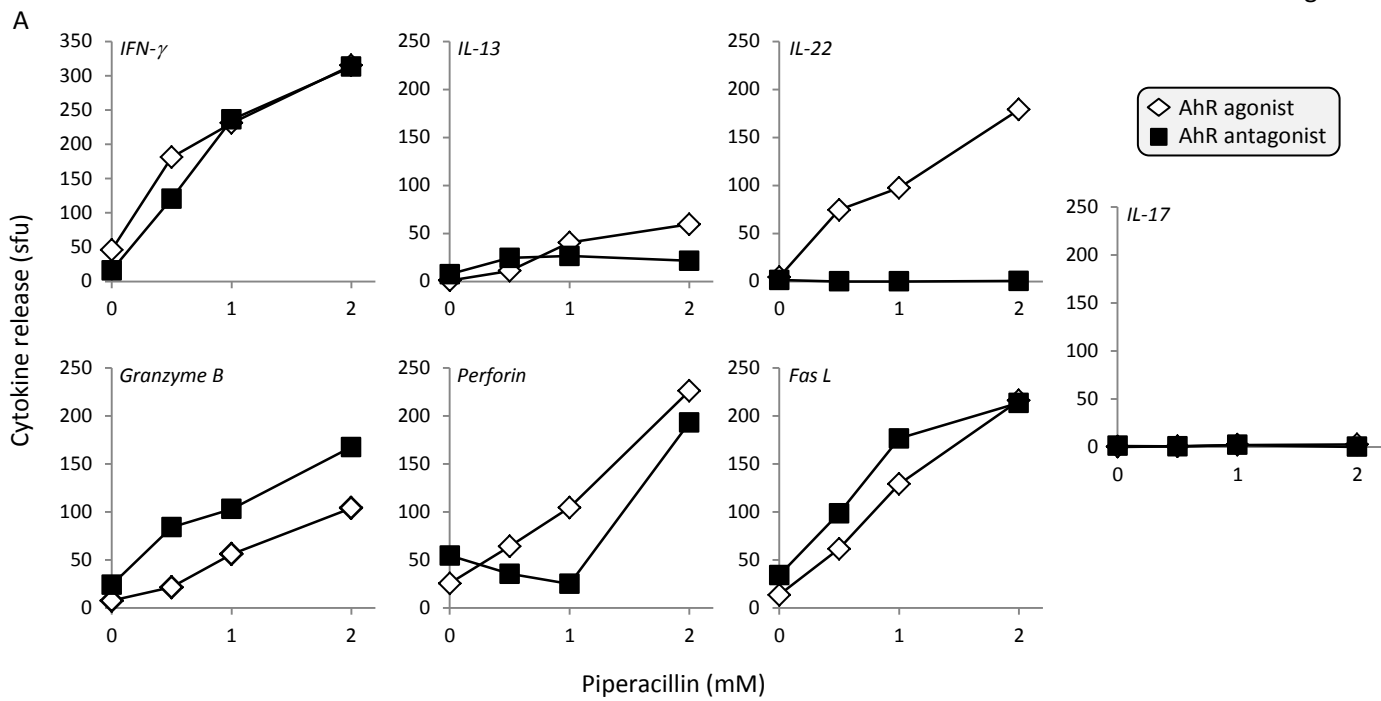 g
A
IFN-γ
350
300
250
200
150
100
50
0
0 1 2
IL-13
250
200
150
100
50
0
0 1 2
IL-22
250
200
150
100
50
0
0 1 2
AhR agonist
AhR antagonist
IL-17
250
200
150
100
50
0
0 1 2
Cytokine release (sfu)
Granzyme B
250
200
150
100
50
0
0 1 2
Perforin
250
200
150
100
50
0
0 1 2
Fas L
250
200
150
100
50
0
0 1 2
Piperacillin (mM)